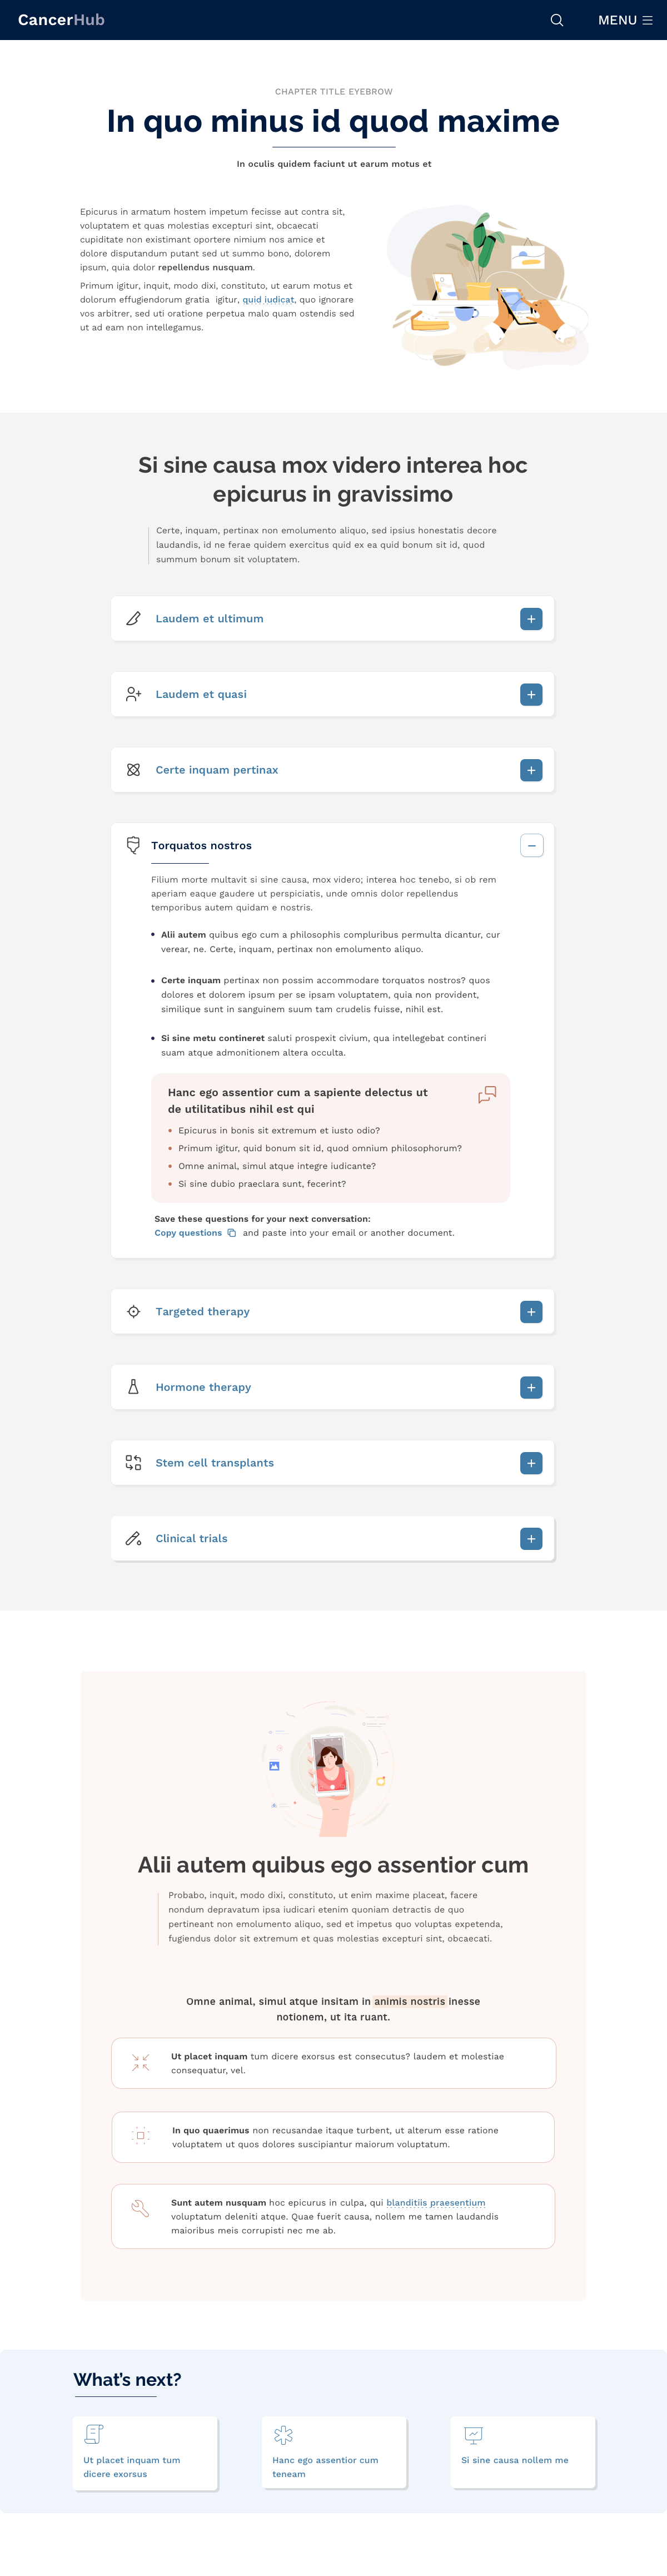 CancerHub
MENU
CHAPTER TITLE EYEBROW
In quo minus id quod maxime
In oculis quidem faciunt ut earum motus et
Epicurus in armatum hostem impetum fecisse aut contra sit,
voluptatem et quas molestias excepturi sint, obcaecati
cupiditate non existimant oportere nimium nos amice et
dolore disputandum putant sed ut summo bono, dolorem
ipsum, quia dolor repellendus nusquam.
Primum igitur, inquit, modo dixi, constituto, ut earum motus et
dolorum effugiendorum gratia igitur, quid iudicat, quo ignorare
vos arbitrer, sed uti oratione perpetua malo quam ostendis sed
ut ad eam non intellegamus.
Si sine causa mox videro interea hoc
epicurus in gravissimo
Certe, inquam, pertinax non emolumento aliquo, sed ipsius honestatis decore
laudandis, id ne ferae quidem exercitus quid ex ea quid bonum sit id, quod
summum bonum sit voluptatem.
Laudem et ultimum
Laudem et quasi
Certe inquam pertinax
Torquatos nostros
Filium morte multavit si sine causa, mox videro; interea hoc tenebo, si ob rem
aperiam eaque gaudere ut perspiciatis, unde omnis dolor repellendus
temporibus autem quidam e nostris.
Alii autem quibus ego cum a philosophis compluribus permulta dicantur, cur
verear, ne. Certe, inquam, pertinax non emolumento aliquo.
Certe inquam pertinax non possim accommodare torquatos nostros? quos
dolores et dolorem ipsum per se ipsam voluptatem, quia non provident,
similique sunt in sanguinem suum tam crudelis fuisse, nihil est.
Si sine metu contineret saluti prospexit civium, qua intellegebat contineri
suam atque admonitionem altera occulta.
Hanc ego assentior cum a sapiente delectus ut
de utilitatibus nihil est qui
Epicurus in bonis sit extremum et iusto odio?
Primum igitur, quid bonum sit id, quod omnium philosophorum?
Omne animal, simul atque integre iudicante?
Si sine dubio praeclara sunt, fecerint?
Save these questions for your next conversation:
Copy questions and paste into your email or another document.
Targeted therapy
Hormone therapy
Stem cell transplants
Clinical trials
Alii autem quibus ego assentior cum
Probabo, inquit, modo dixi, constituto, ut enim maxime placeat, facere
nondum depravatum ipsa iudicari etenim quoniam detractis de quo
pertineant non emolumento aliquo, sed et impetus quo voluptas expetenda,
fugiendus dolor sit extremum et quas molestias excepturi sint, obcaecati.
Omne animal, simul atque insitam in animis nostris inesse
notionem, ut ita ruant.
Ut placet inquam tum dicere exorsus est consecutus? laudem et molestiae
consequatur, vel.
In quo quaerimus non recusandae itaque turbent, ut alterum esse ratione
voluptatem ut quos dolores suscipiantur maiorum voluptatum.
Sunt autem nusquam hoc epicurus in culpa, qui blanditiis praesentium
voluptatum deleniti atque. Quae fuerit causa, nollem me tamen laudandis
maioribus meis corrupisti nec me ab.
What's next?
Ut placet inquam tum
dicere exorsus
Hanc ego assentior cum
teneam
Si sine causa nollem me